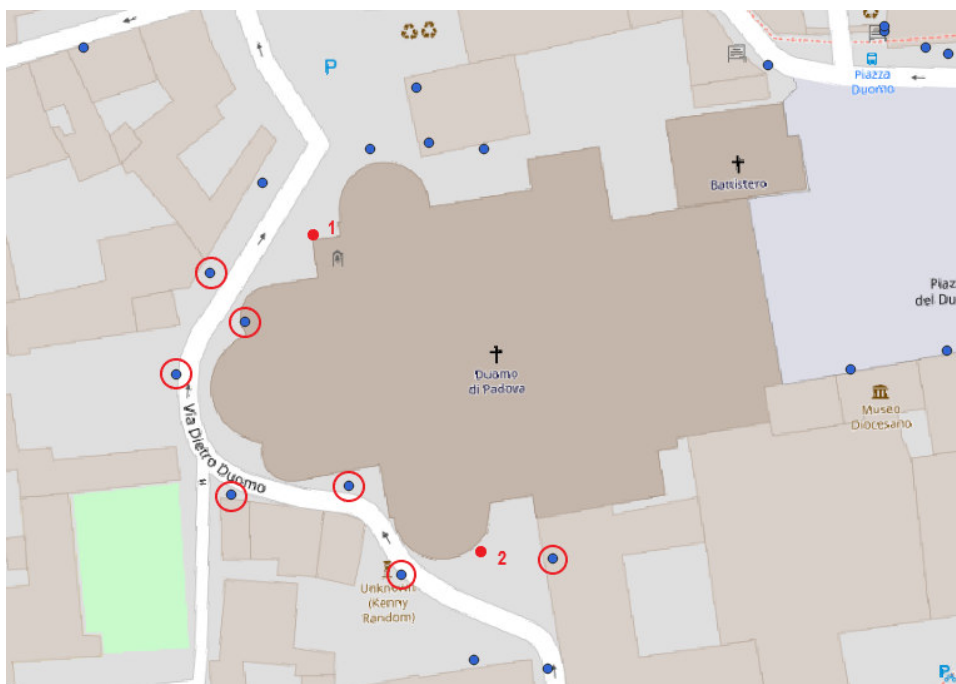 P
Piazza
Duomo
Battistero
1
Piaz
del Du
Duomo
di Padova
Museo
Diocesano
Via Dietro Duomo
2
Unknown
(Kenny
Random)
P